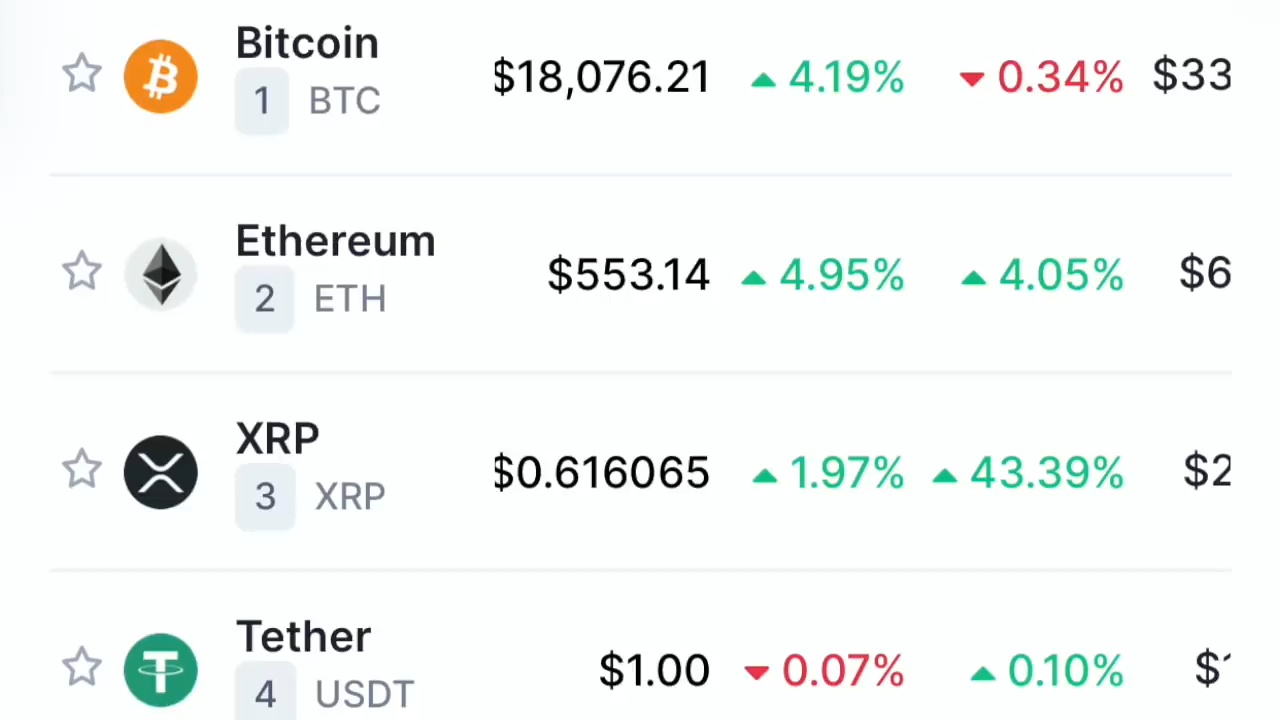 Bitcoin
1 BTC $18,076.21 ▲ 4.19% ▼ 0.34% $33
Ethereum
2 ETH $553.14 ▲ 4.95% ▲ 4.05% $6
XRP
3 XRP $0.616065 ▲ 1.97% ▲ 43.39% $2
Tether
4 USDT $1.00 ▼ 0.07% ▲ 0.10% $